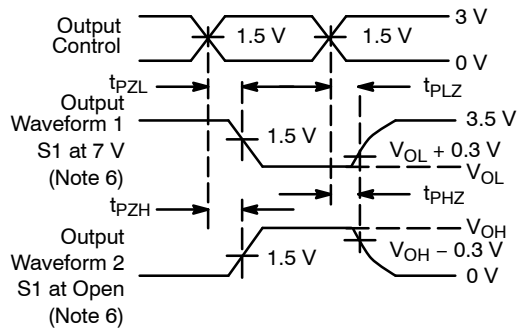 Output
Control
1.5 V
1.5 V
3 V
0 V
tPZL
tPLZ
Output
Waveform 1
S1 at 7 V
(Note 6)
1.5 V
3.5 V
VOL + 0.3 V
VOL
tPZH
tPHZ
Output
Waveform 2
S1 at Open
(Note 6)
1.5 V
VOH
VOH − 0.3 V
0 V